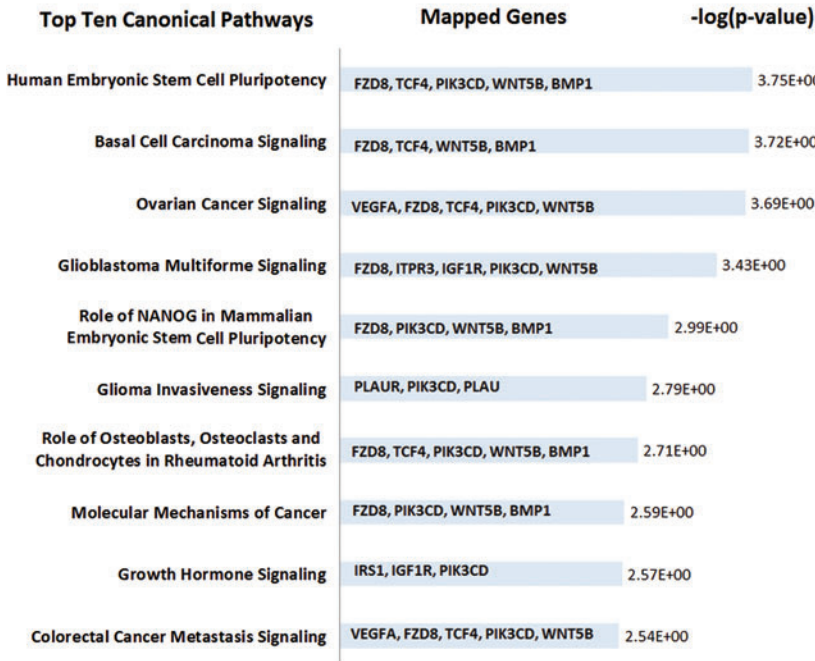 Top Ten Canonical Pathways Mapped Genes -log(p-value)
Human Embryonic Stem Cell Pluripotency FZD8, TCF4, PIK3CD, WNT5B, BMP1 3.75E+00
Basal Cell Carcinoma Signaling FZD8, TCF4, WNT5B, BMP1 3.72E+00
Ovarian Cancer Signaling VEGFA, FZD8, TCF4, PIK3CD, WNT5B 3.69E+00
Glioblastoma Multiforme Signaling FZD8, ITPR3, IGF1R, PIK3CD, WNT5B 3.43E+00
Role of NANOG in Mammalian
Embryonic Stem Cell Pluripotency FZD8, PIK3CD, WNT5B, BMP1 2.99E+00
Glioma Invasiveness Signaling PLAUR, PIK3CD, PLAU 2.79E+00
Role of Osteoblasts, Osteoclasts and
Chondrocytes in Rheumatoid Arthritis FZD8, TCF4, PIK3CD, WNT5B, BMP1 2.71E+00
Molecular Mechanisms of Cancer FZD8, PIK3CD, WNT5B, BMP1 2.59E+00
Growth Hormone Signaling IRS1, IGF1R, PIK3CD 2.57E+00
Colorectal Cancer Metastasis Signaling VEGFA, FZD8, TCF4, PIK3CD, WNT5B 2.54E+00